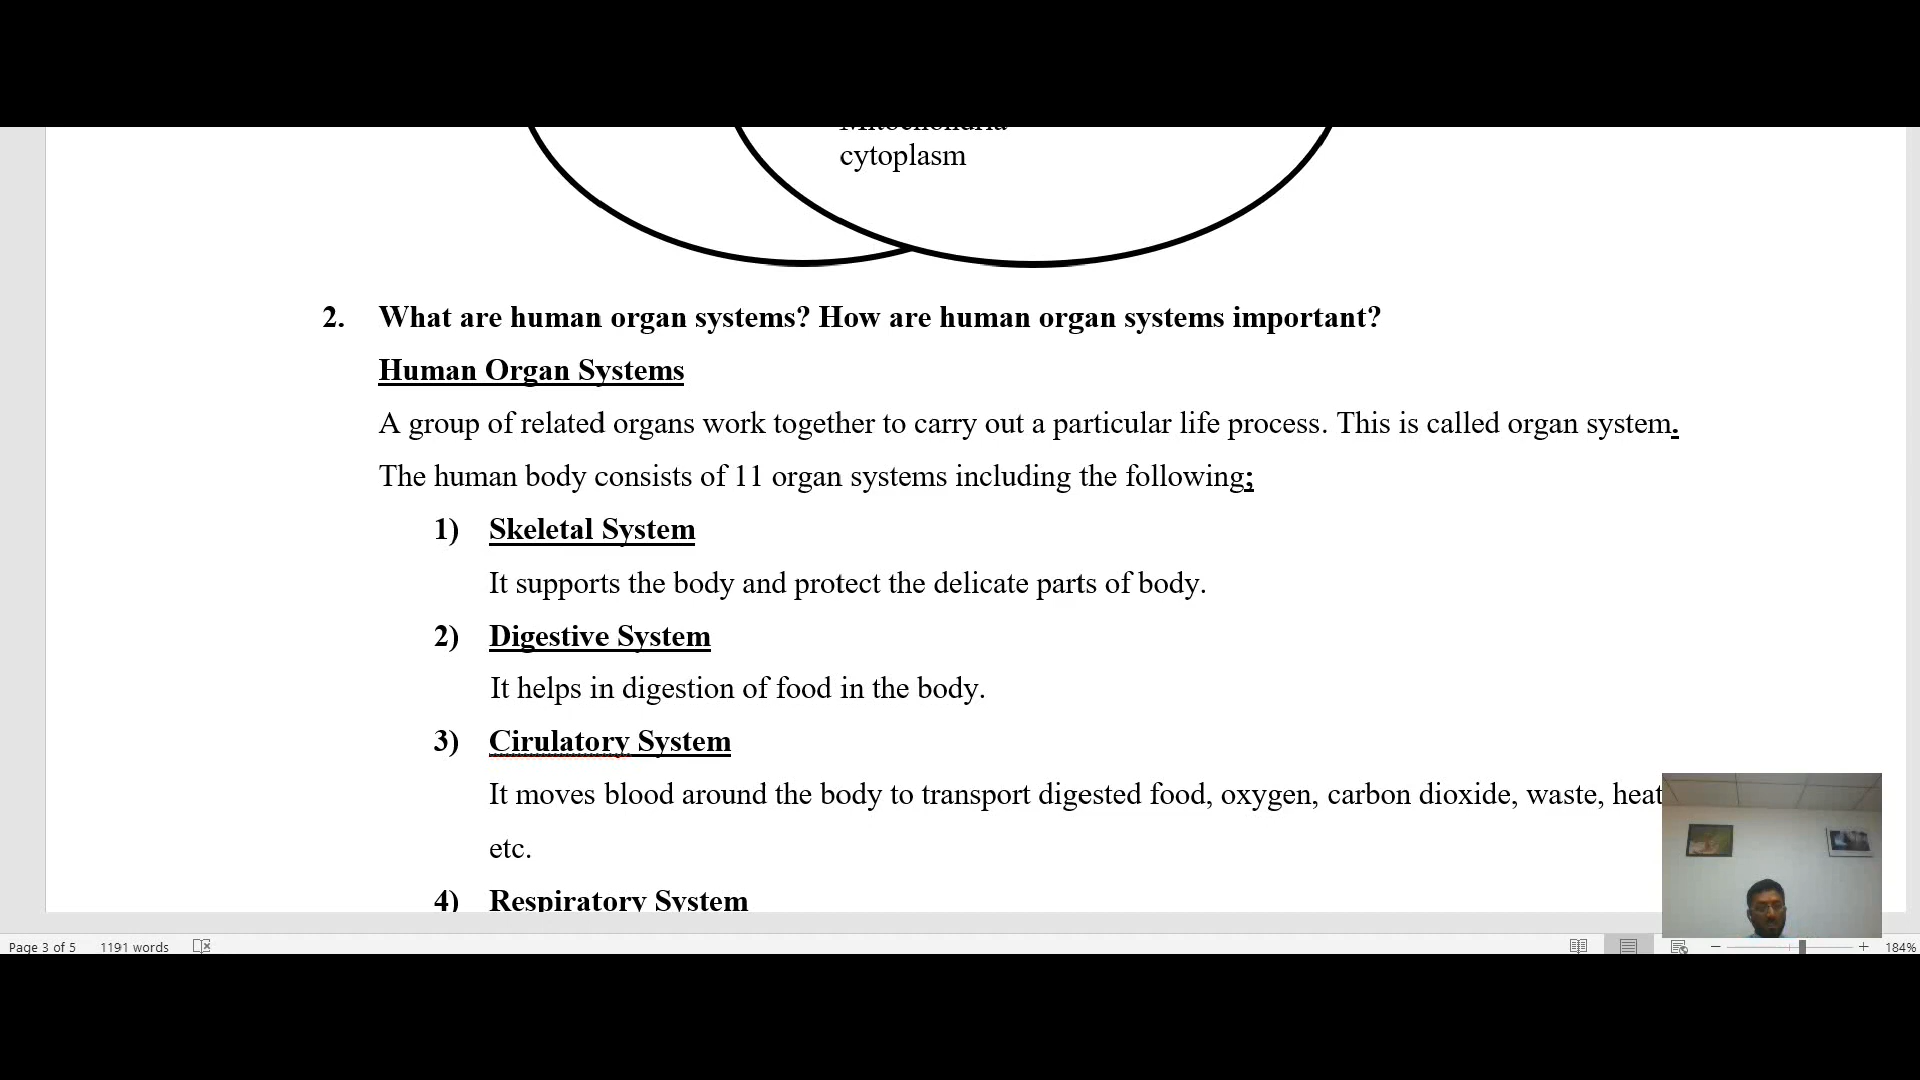 Mitochondria
cytoplasm
2. What are human organ systems? How are human organ systems important?
Human Organ Systems
A group of related organs work together to carry out a particular life process. This is called organ system.
The human body consists of 11 organ systems including the following;
1) Skeletal System
It supports the body and protect the delicate parts of body.
2) Digestive System
It helps in digestion of food in the body.
3) Cirulatory System
It moves blood around the body to transport digested food, oxygen, carbon dioxide, waste, heat
etc.
4) Respiratory System
Page 3 of 5 1191 words 184%